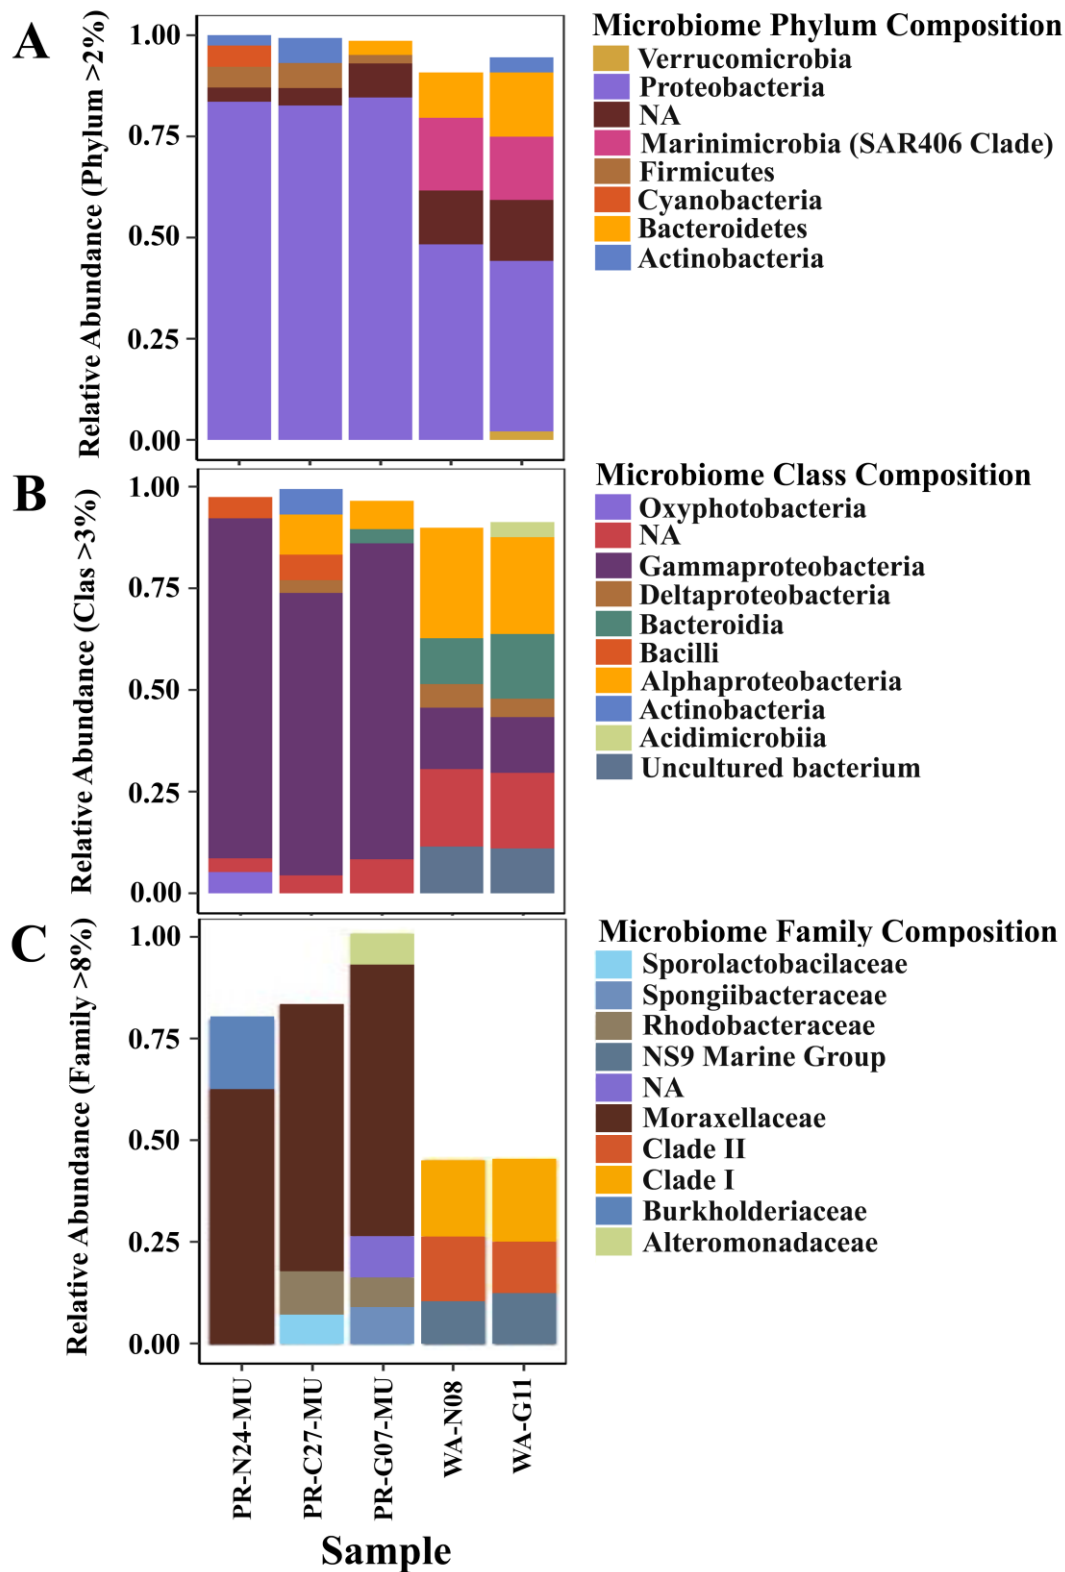 A
Relative Abundance (Phylum >2%)
1.00
0.75
0.50
0.25
0.00
Microbiome Phylum Composition
Verrucomicrobia
Proteobacteria
NA
Marinimicrobia (SAR406 Clade)
Firmicutes
Cyanobacteria
Bacteroidetes
Actinobacteria
B
Relative Abundance (Clas >3%)
1.00
0.75
0.50
0.25
0.00
Microbiome Class Composition
Oxyphotobacteria
NA
Gammaproteobacteria
Deltaproteobacteria
Bacteroidia
Bacilli
Alphaproteobacteria
Actinobacteria
Acidimicrobiia
Uncultured bacterium
C
Relative Abundance (Family >8%)
1.00
0.75
0.50
0.25
0.00
Microbiome Family Composition
Sporolactobacilaceae
Spongiibacteraceae
Rhodobacteraceae
NS9 Marine Group
NA
Moraxellaceae
Clade II
Clade I
Burkholderiaceae
Alteromonadaceae
PR-N24-MU
PR-C27-MU
PR-G07-MU
WA-N08
WA-G11
Sample